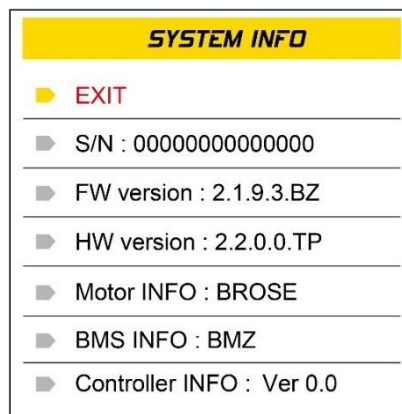 SYSTEM INFO
EXIT
S/N : 00000000000000
FW version : 2.1.9.3.BZ
HW version : 2.2.0.0.TP
Motor INFO : BROSE
BMS INFO : BMZ
Controller INFO :  Ver 0.0